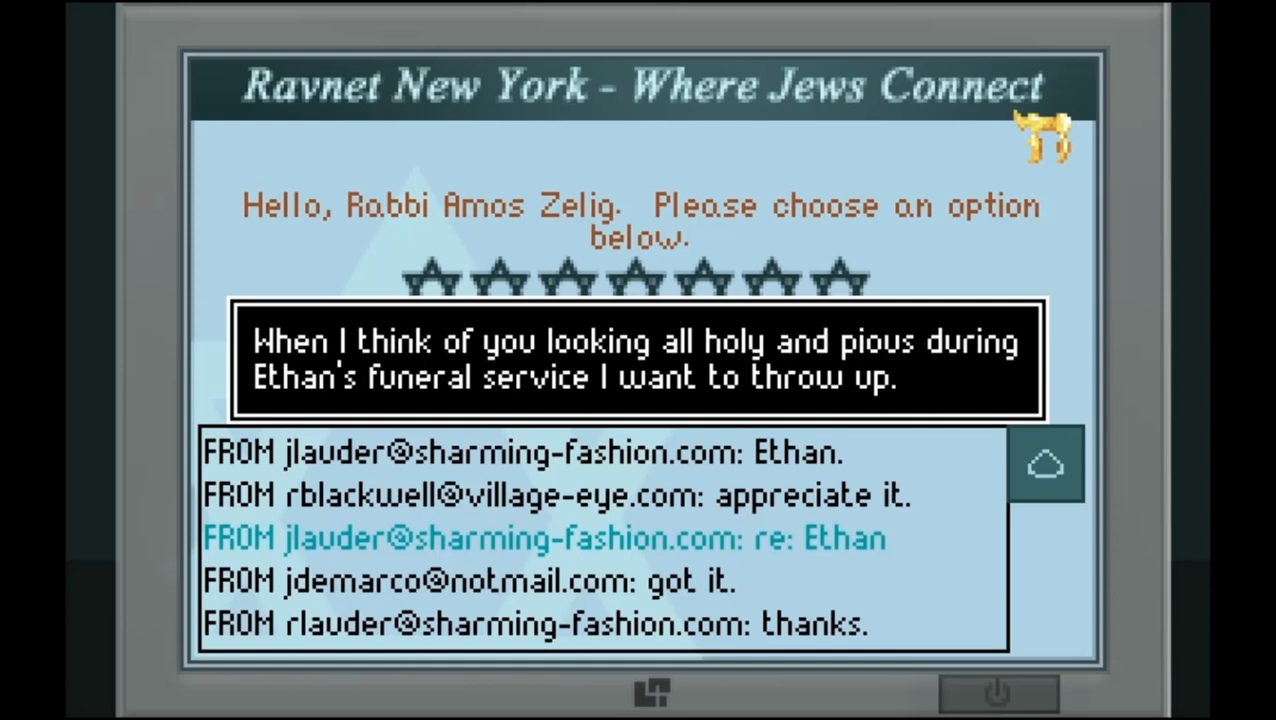 Ravnet New York - Where Jews Connect
חי
Hello, Rabbi Amos Zelig. Please choose an option
below.
When I think of you looking all holy and pious during
Ethan's funeral service I want to throw up.
FROM jlauder@sharming-fashion.com: Ethan.
FROM rblackwell@village-eye.com: appreciate it.
FROM jlauder@sharming-fashion.com: re: Ethan
FROM jdemarco@notmail.com: got it.
FROM rlauder@sharming-fashion.com: thanks.